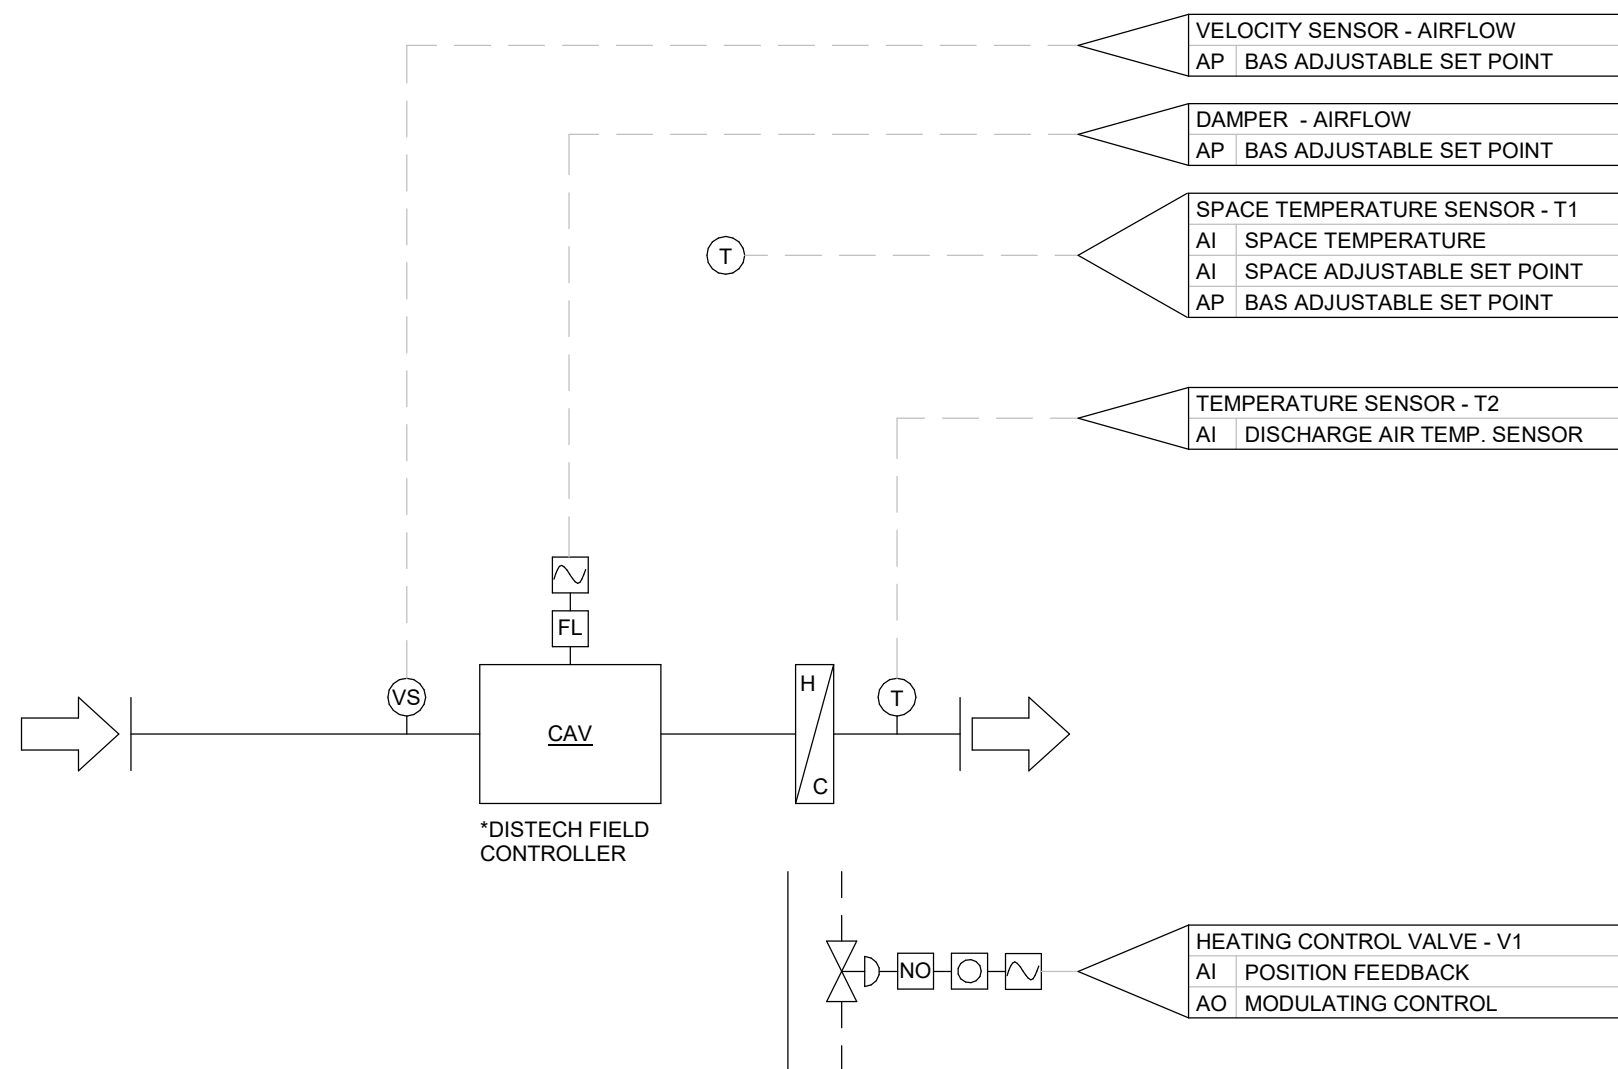 VELOCITY SENSOR - AIRFLOW
AP BAS ADJUSTABLE SET POINT
DAMPER - AIRFLOW
AP BAS ADJUSTABLE SET POINT
SPACE TEMPERATURE SENSOR - T1
AI SPACE TEMPERATURE
AI SPACE ADJUSTABLE SET POINT
AP BAS ADJUSTABLE SET POINT
T
TEMPERATURE SENSOR - T2
AI DISCHARGE AIR TEMP. SENSOR
FL
VS
CAV
H
C
T
*DISTECH FIELD
CONTROLLER
NO
HEATING CONTROL VALVE - V1
AI POSITION FEEDBACK
AO MODULATING CONTROL